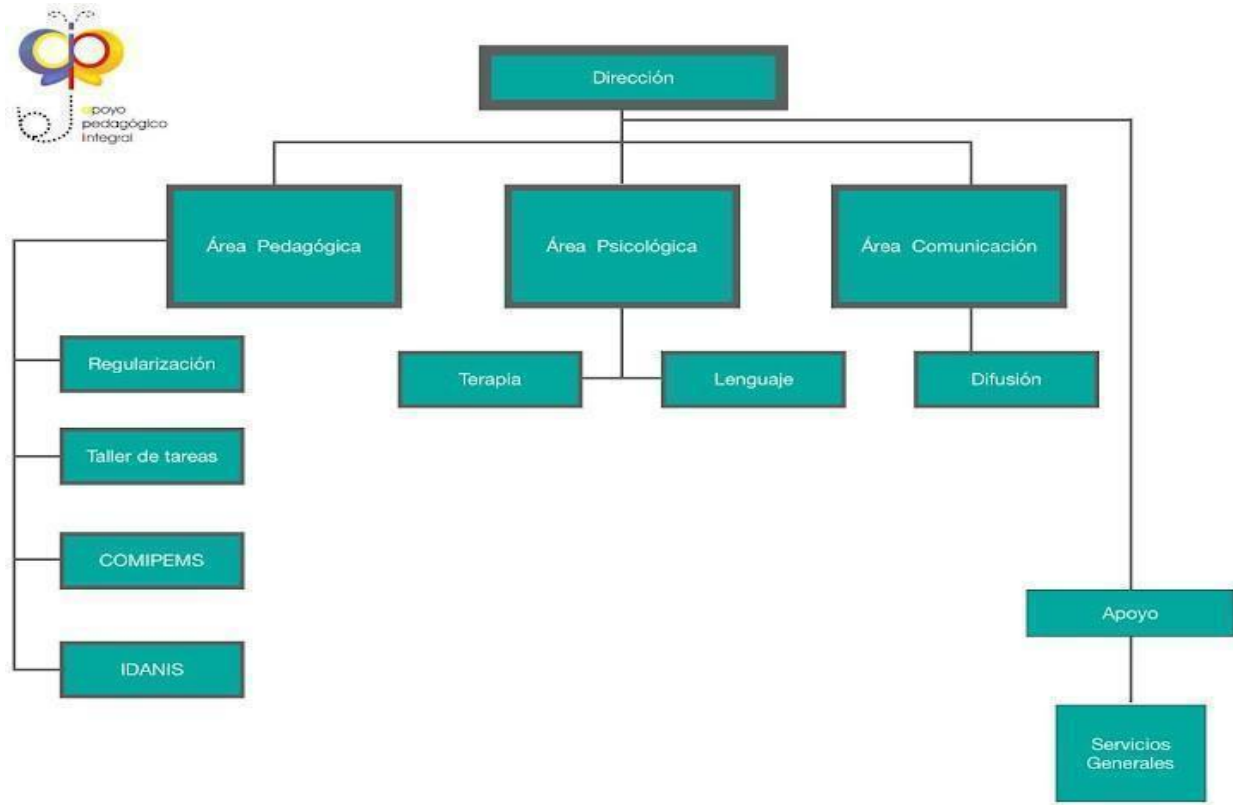 apoyo
pedagógico
integral
Dirección
Área Pedagógica
Área Psicológica
Área Comunicación
Regularización
Terapia
Lenguaje
Difusión
Taller de tareas
COMIPEMS
IDANIS
Apoyo
Servicios
Generales